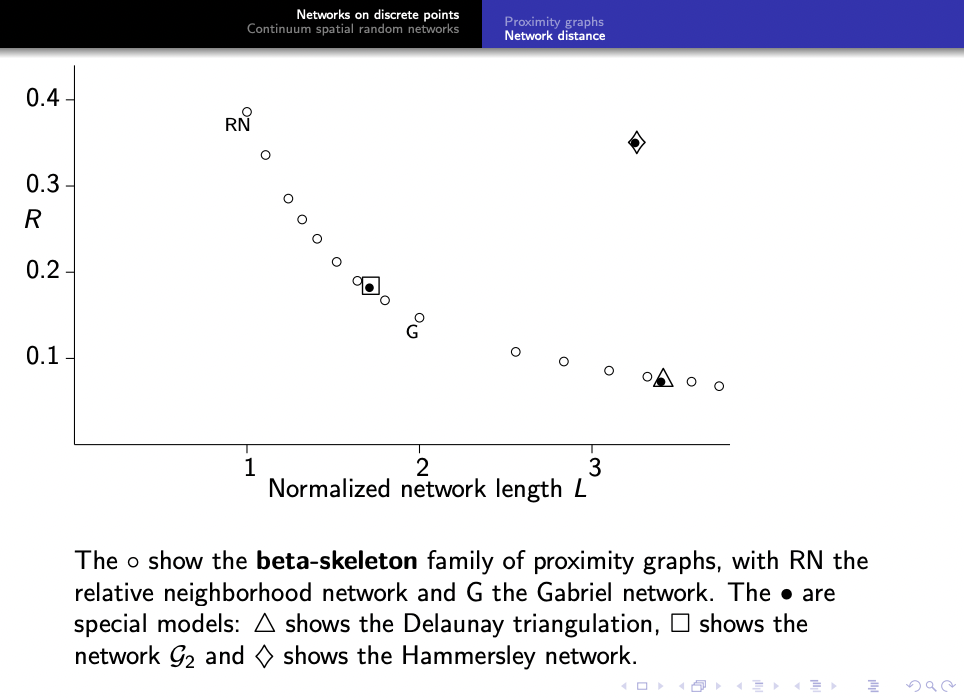 Networks on discrete points
Continuum spatial random networks
Proximity graphs
Network distance
0.4
RN
0.3
R
0.2
G
0.1
1 2 3
Normalized network length L
The ○ show the beta-skeleton family of proximity graphs, with RN the
relative neighborhood network and G the Gabriel network. The • are
special models: △ shows the Delaunay triangulation, □ shows the
network 𝒢₂ and ◇ shows the Hammersley network.